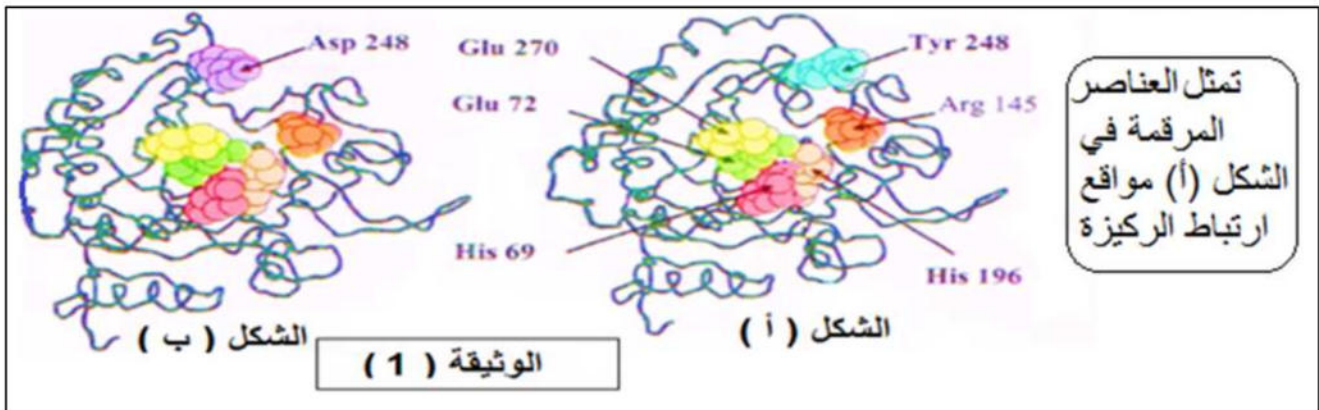 Asp 248
Glu 270
Tyr 248
Glu 72
Arg 145
His 69
His 196
تمثل العناصر
المرقمة في
الشكل (أ) مواقع
ارتباط الركيزة
الشكل ( ب )
الشكل ( أ )
الوثيقة ( 1 )